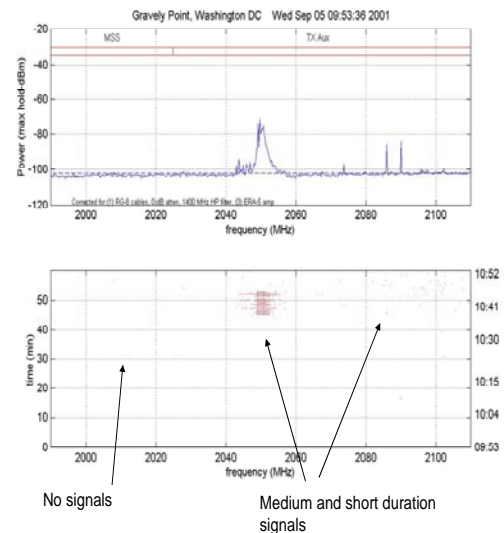 Gravely Point, Washington DC Wed Sep 05 09:53:36 2001
-20
MSS
TX Aux
-40
-60
-80
-100
-120
Power (max hold-dBm)
Corrected for (1) RG-8 cables, 0dB atten, 1400 MHz HP filter, (3) ERA-5 amp
2000 2020 2040 2060 2080 2100
frequency (MHz)
10:52
50
10:41
40
10:30
30
20
10:15
10
10:04
0
09:53
time (min)
2000 2020 2040 2060 2080 2100
frequency (MHz)
No signals
Medium and short duration
signals